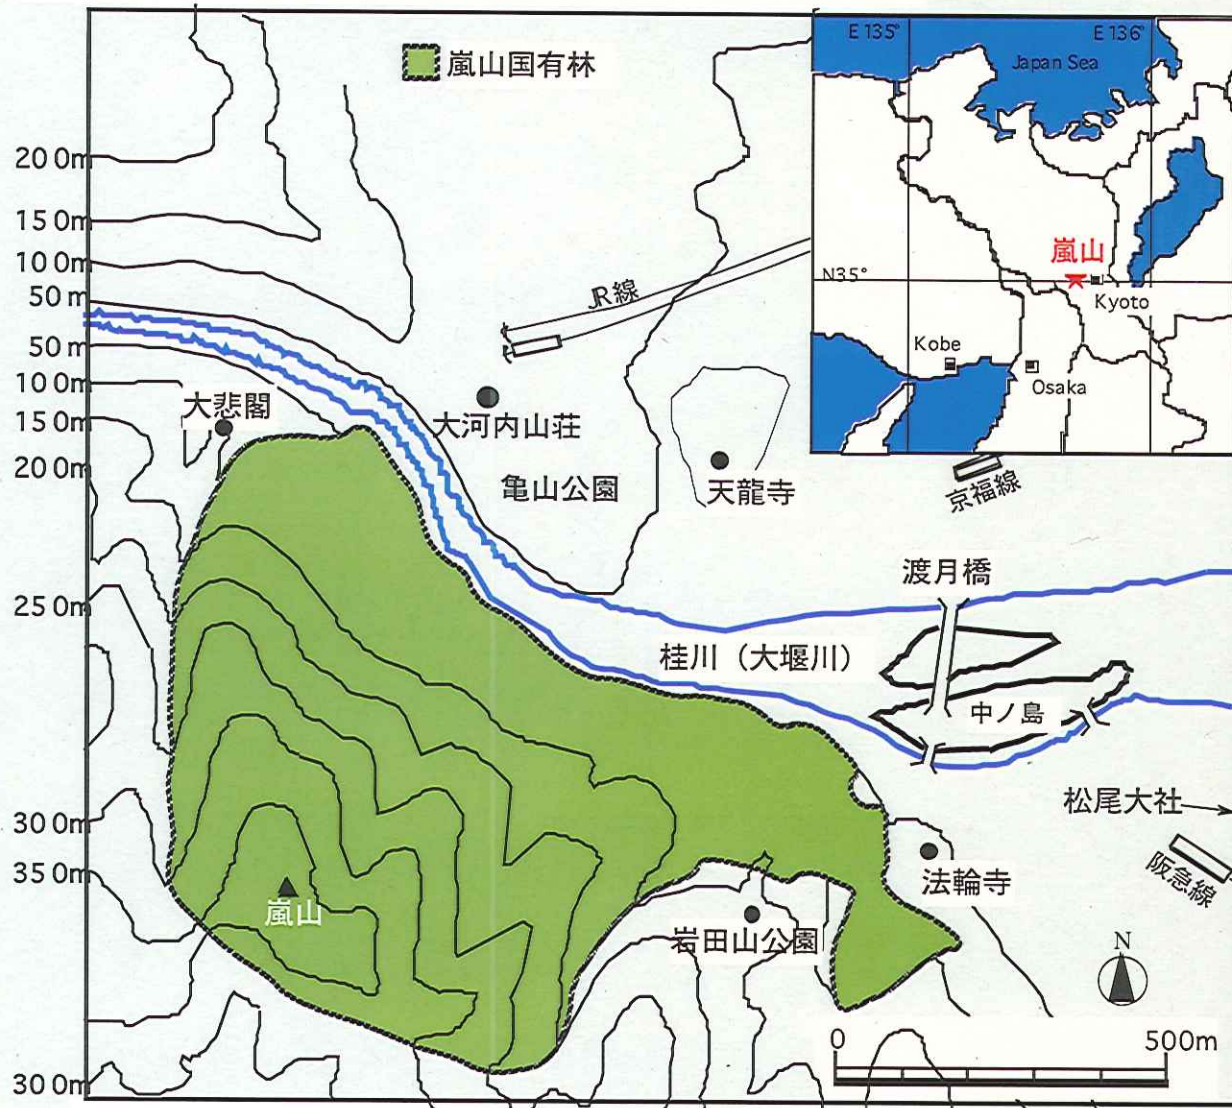 嵐山国有林
E 135°
E 136°
Japan Sea
嵐山
N35°
Kyoto
Kobe
Osaka
200m
150m
100m
50m
50m
100m
150m
200m
250m
300m
350m
300m
JR線
大悲閣
大河内山荘
亀山公園
天龍寺
京福線
渡月橋
桂川（大堰川）
中ノ島
松尾大社
阪急線
法輪寺
岩田山公園
嵐山
N
0
500m